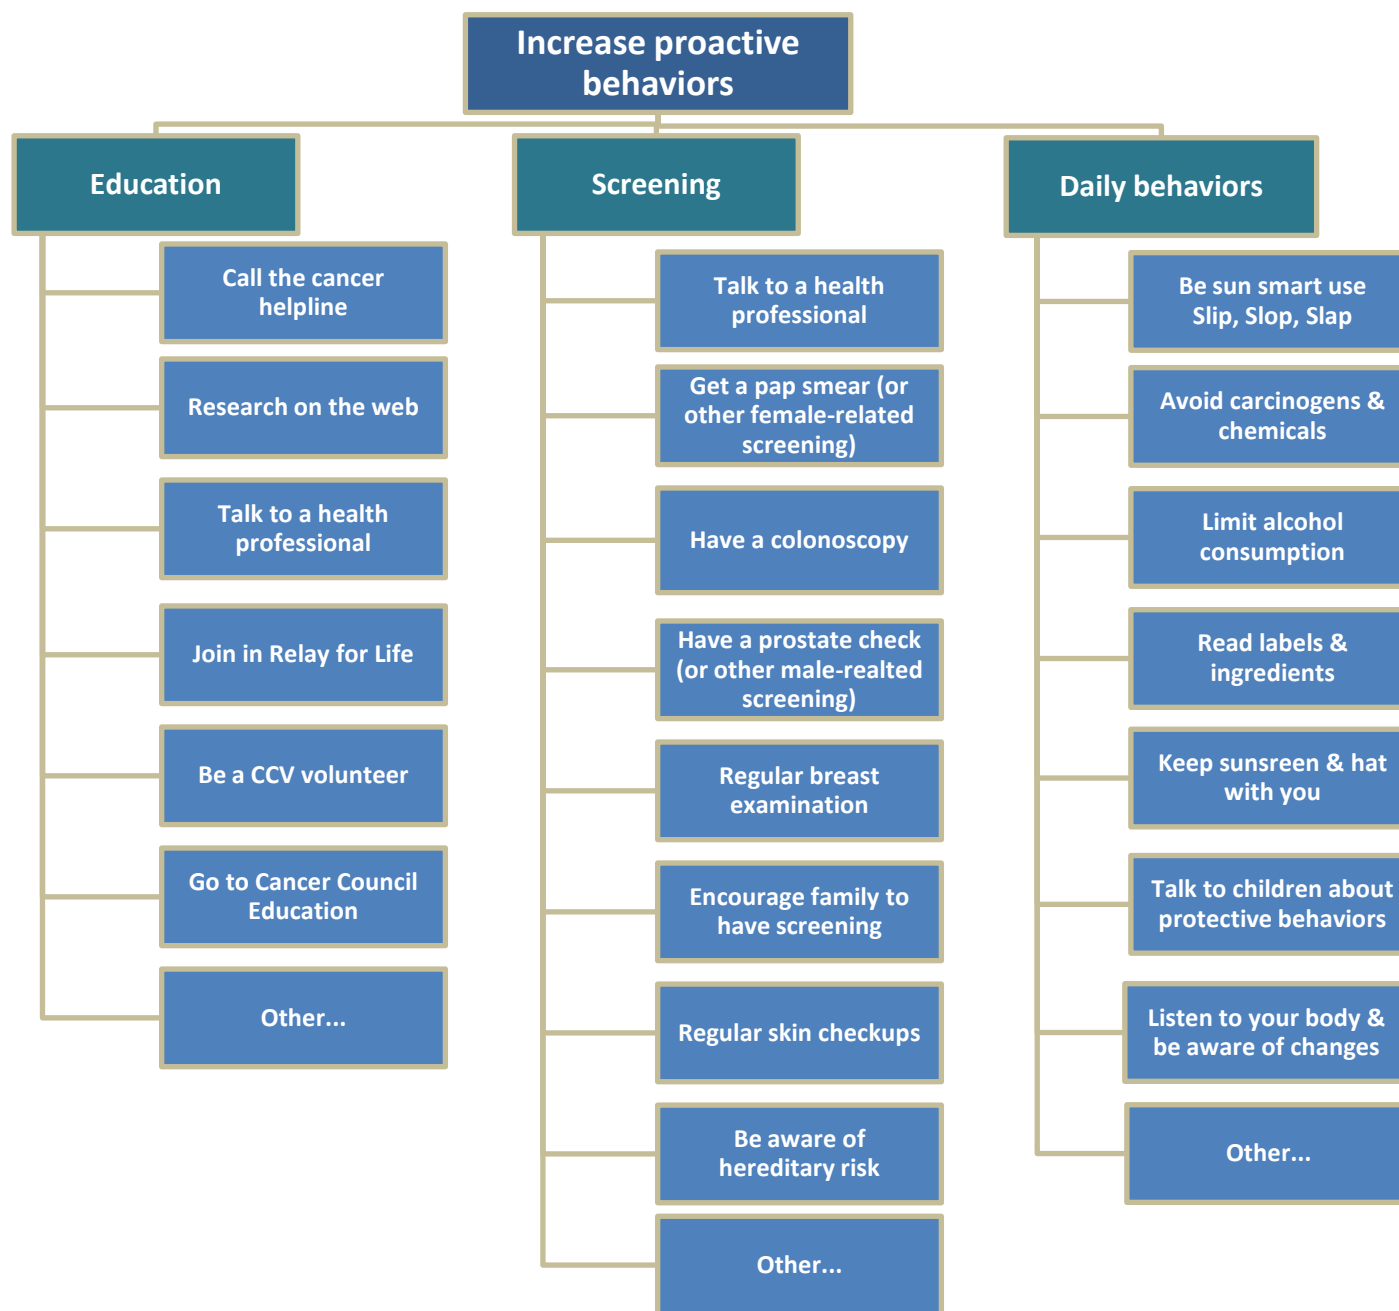 Increase proactive
behaviors
Education
Call the cancer
helpline
Research on the web
Talk to a health
professional
Join in Relay for Life
Be a CCV volunteer
Go to Cancer Council
Education
Other...
Screening
Talk to a health
professional
Get a pap smear (or
other female-related
screening)
Have a colonoscopy
Have a prostate check
(or other male-realted
screening)
Regular breast
examination
Encourage family to
have screening
Regular skin checkups
Be aware of
hereditary risk
Other...
Daily behaviors
Be sun smart use
Slip, Slop, Slap
Avoid carcinogens &
chemicals
Limit alcohol
consumption
Read labels &
ingredients
Keep sunsreen & hat
with you
Talk to children about
protective behaviors
Listen to your body &
be aware of changes
Other...